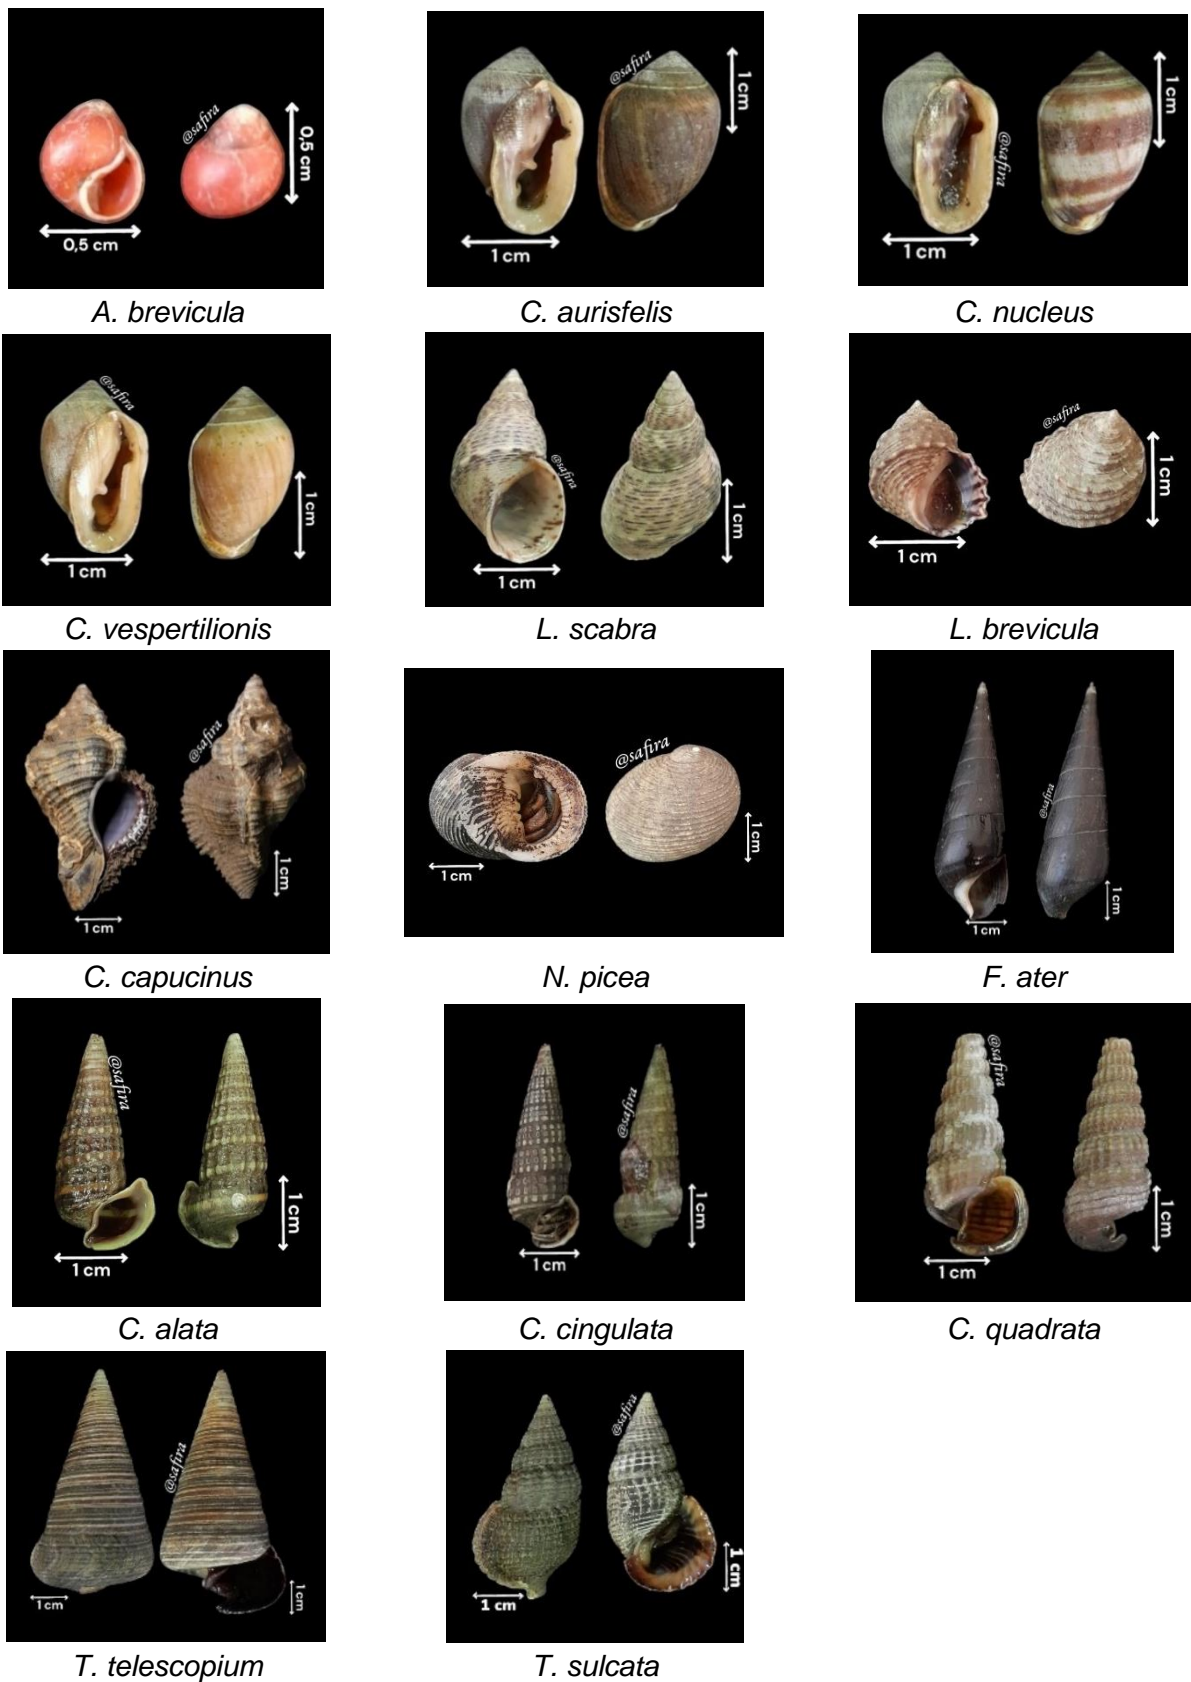 @safira
0,5 cm
0,5 cm
A. brevicula
@safira
1 cm
1 cm
C. aurisfelis
@safira
1 cm
1 cm
C. nucleus
@safira
1 cm
1 cm
C. vespertilionis
@safira
1 cm
1 cm
L. scabra
@safira
1 cm
1 cm
L. brevicula
@safira
1 cm
1 cm
C. capucinus
@safira
1 cm
1 cm
N. picea
@safira
1 cm
1 cm
F. ater
@safira
1 cm
1 cm
C. alata
@safira
1 cm
1 cm
C. cingulata
@safira
1 cm
1 cm
C. quadrata
@safira
1 cm
1 cm
T. telescopium
@safira
1 cm
1 cm
T. sulcata